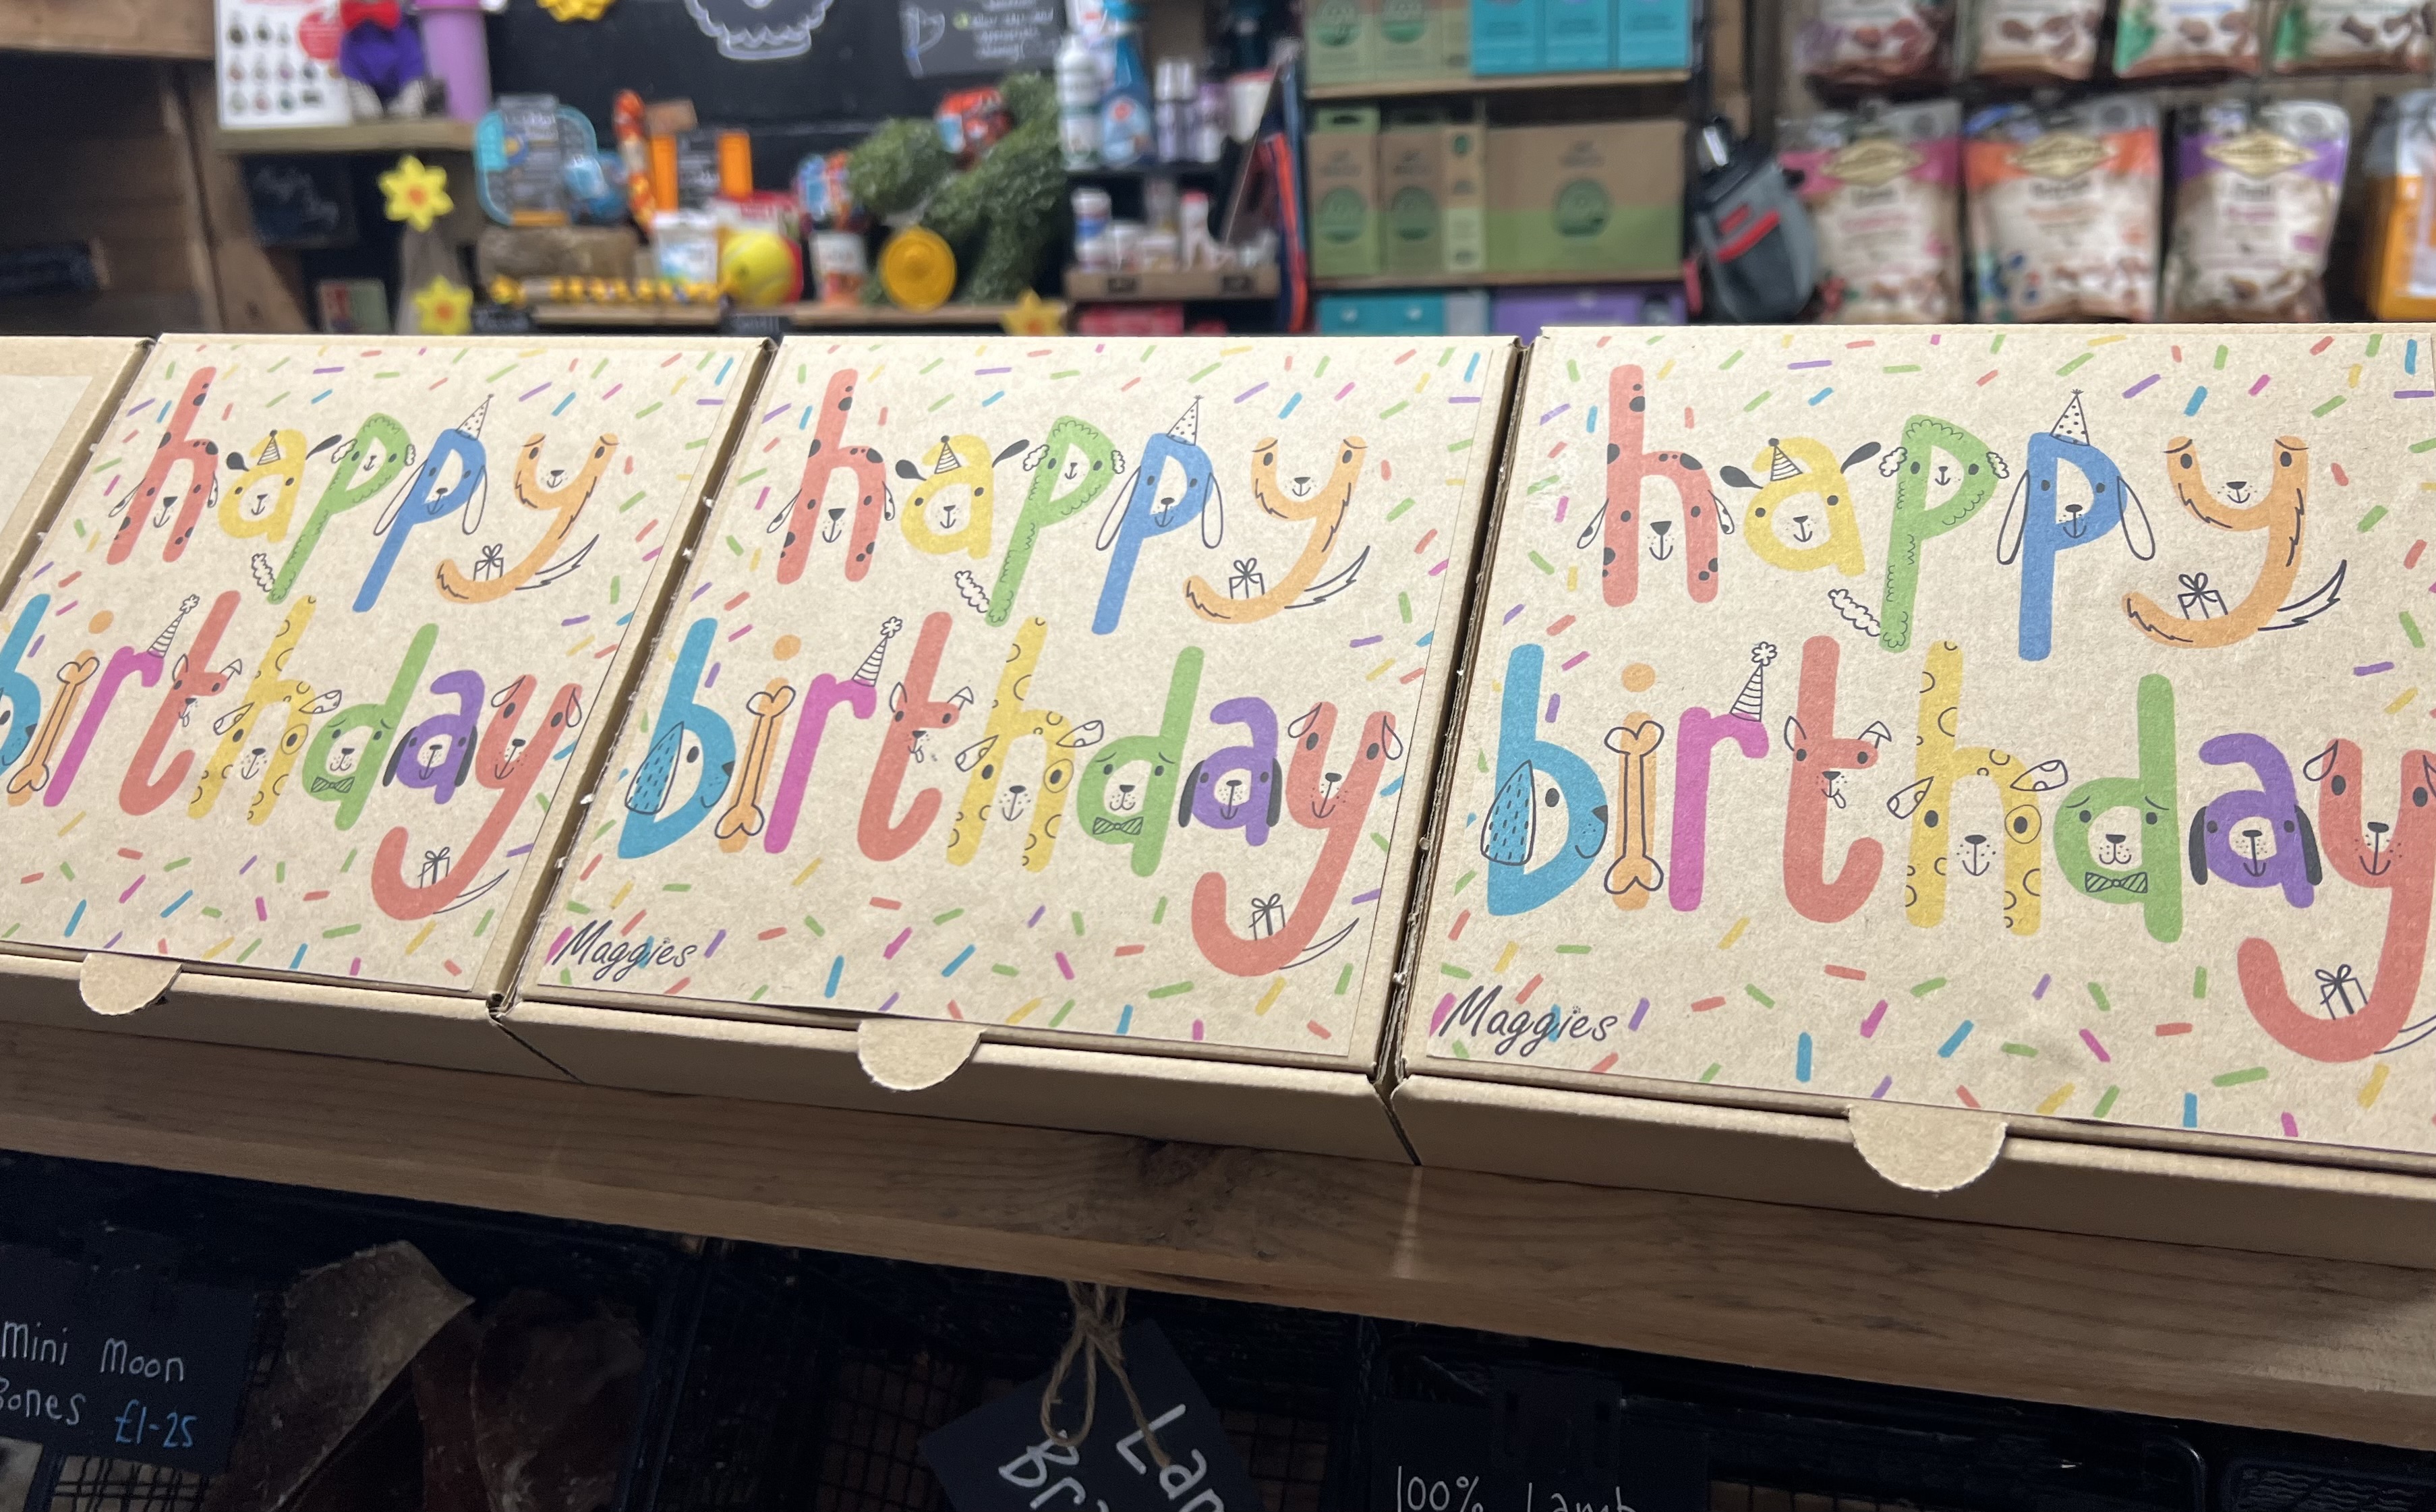 happy
birthday
happy
birthday
Maggies
happy
birthday
Maggies
Mini Moon
Bones £1-25
100% Lamb